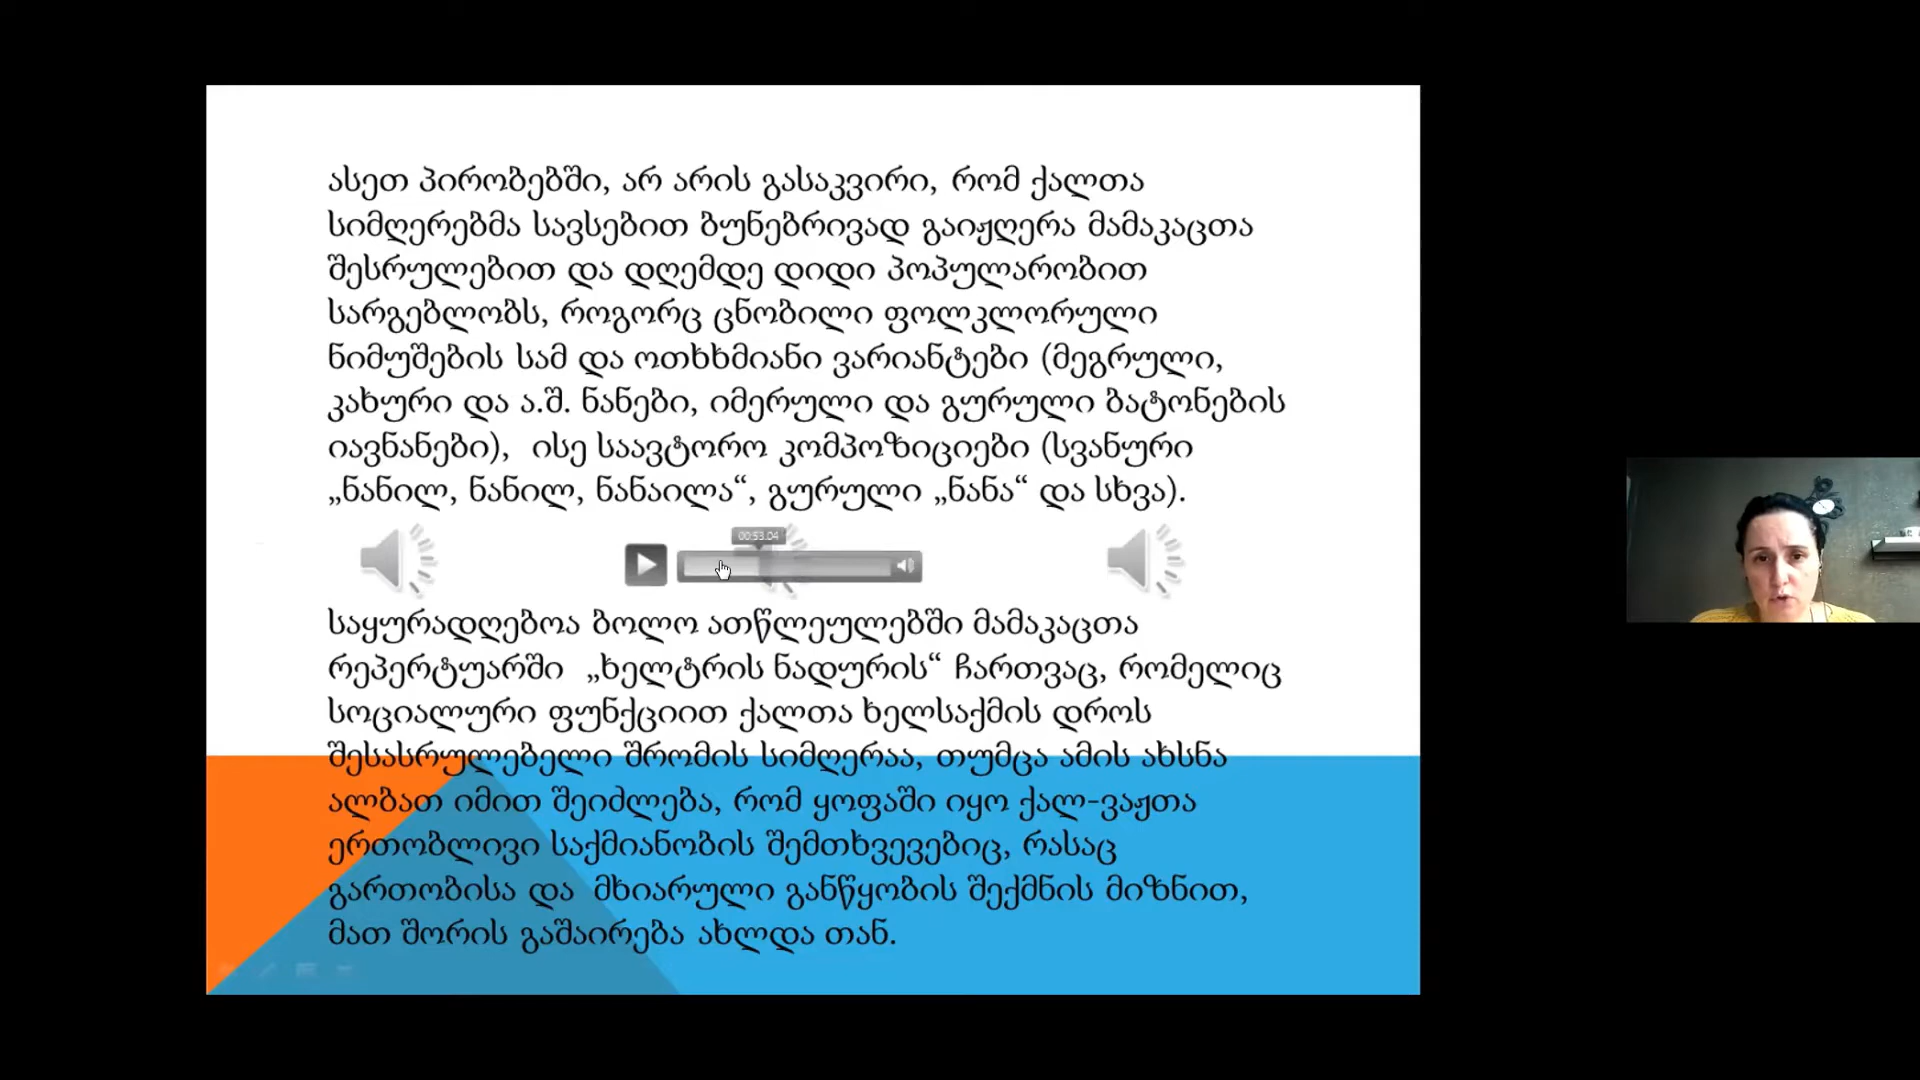 ასეთ პირობებში, არ არის გასაკვირი, რომ ქალთა
სიმღერებმა სავსებით ბუნებრივად გაიჟღერა მამაკაცთა
შესრულებით და დღემდე დიდი პოპულარობით
სარგებლობს, როგორც ცნობილი ფოლკლორული
ნიმუშების სამ და ოთხხმიანი ვარიანტები (მეგრული,
კახური და ა.შ. ნანები, იმერული და გურული ბატონების
იავნანები),  ისე საავტორო კომპოზიციები (სვანური
„ნანილ, ნანილ, ნანაილა“, გურული „ნანა“ და სხვა).
00:53.04
საყურადღებოა ბოლო ათწლეულებში მამაკაცთა
რეპერტუარში  „ხელტრის ნადურის“ ჩართვაც, რომელიც
სოციალური ფუნქციით ქალთა ხელსაქმის დროს
შესასრულებელი შრომის სიმღერაა, თუმცა ამის ახსნა
ალბათ იმით შეიძლება, რომ ყოფაში იყო ქალ-ვაჟთა
ერთობლივი საქმიანობის შემთხვევებიც, რასაც
გართობისა და  მხიარული განწყობის შექმნის მიზნით,
მათ შორის გაშაირება ახლდა თან.